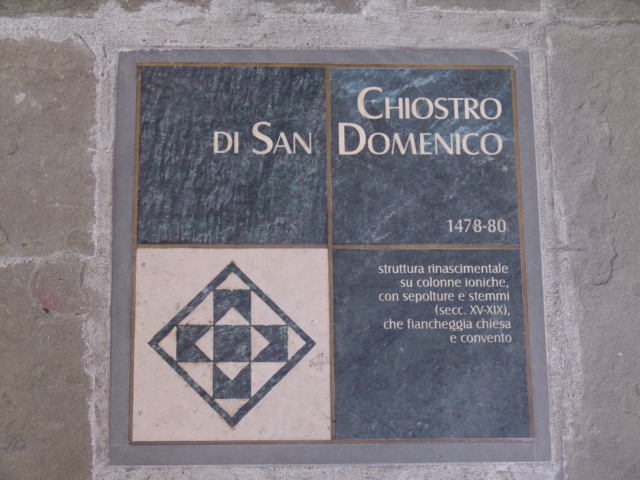 CHIOSTRO
DI SAN DOMENICO
1478-80
struttura rinascimentale
su colonne ioniche,
con sepolture e stemmi
(secc. XV-XIX),
che fiancheggia chiesa
e convento